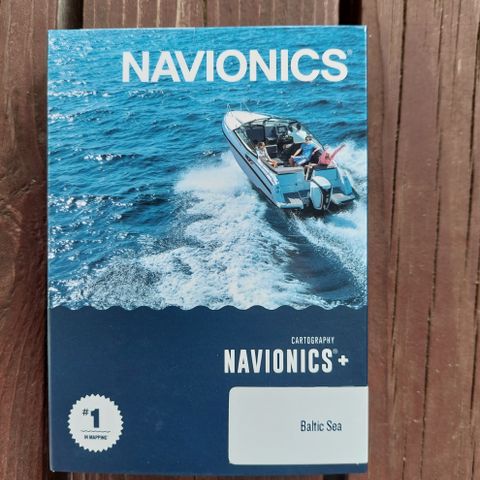 NAVIONICS®
CARTOGRAPHY
NAVIONICS®+
#1
IN MAPPING
Baltic Sea